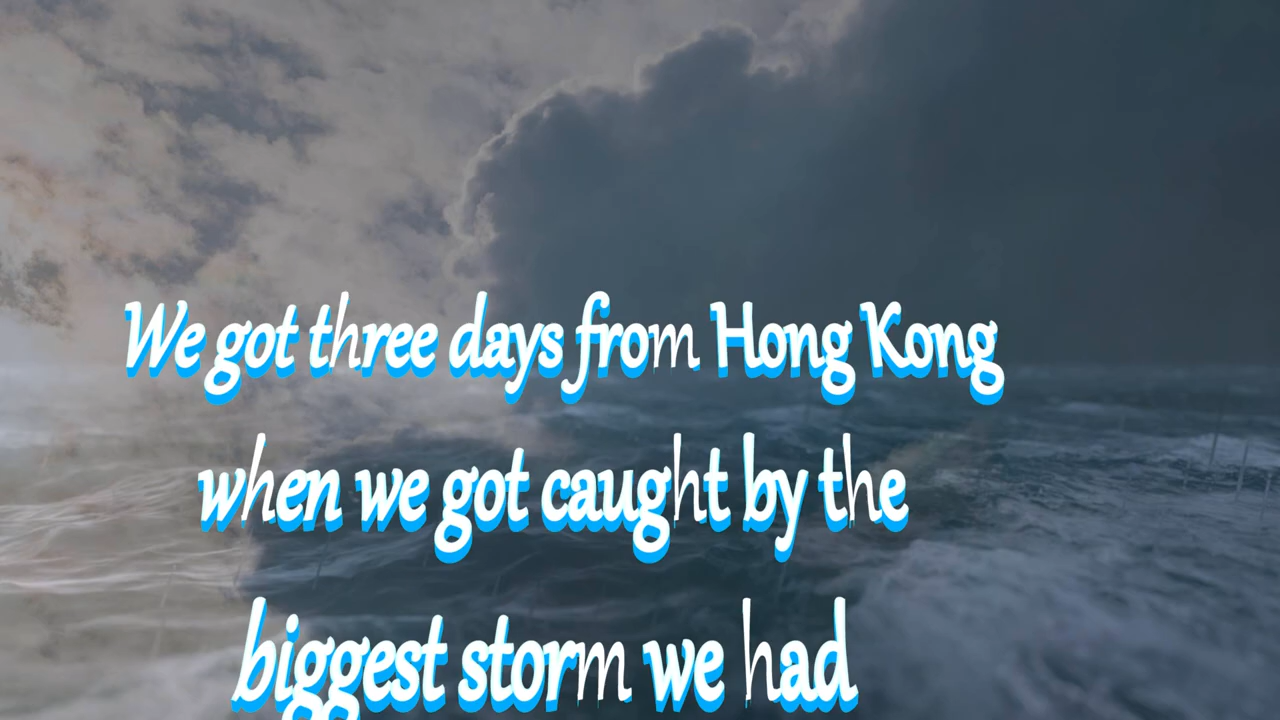 We got three days from Hong Kong
when we got caught by the
biggest storm we had